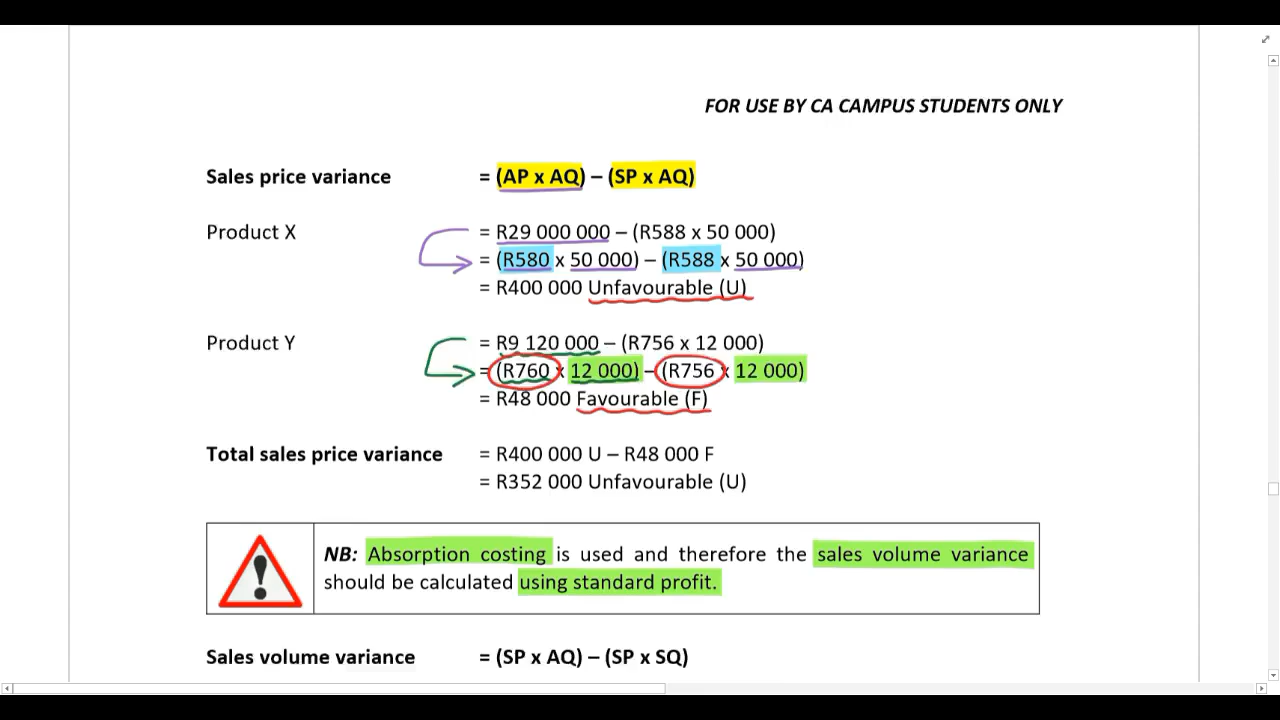 FOR USE BY CA CAMPUS STUDENTS ONLY
Sales price variance = (AP x AQ) – (SP x AQ)
Product X = R29 000 000 – (R588 x 50 000)
= (R580 x 50 000) – (R588 x 50 000)
= R400 000 Unfavourable (U)
Product Y = R9 120 000 – (R756 x 12 000)
= (R760 x 12 000) – (R756 x 12 000)
= R48 000 Favourable (F)
Total sales price variance = R400 000 U – R48 000 F
= R352 000 Unfavourable (U)
NB: Absorption costing is used and therefore the sales volume variance
should be calculated using standard profit.
Sales volume variance = (SP x AQ) – (SP x SQ)